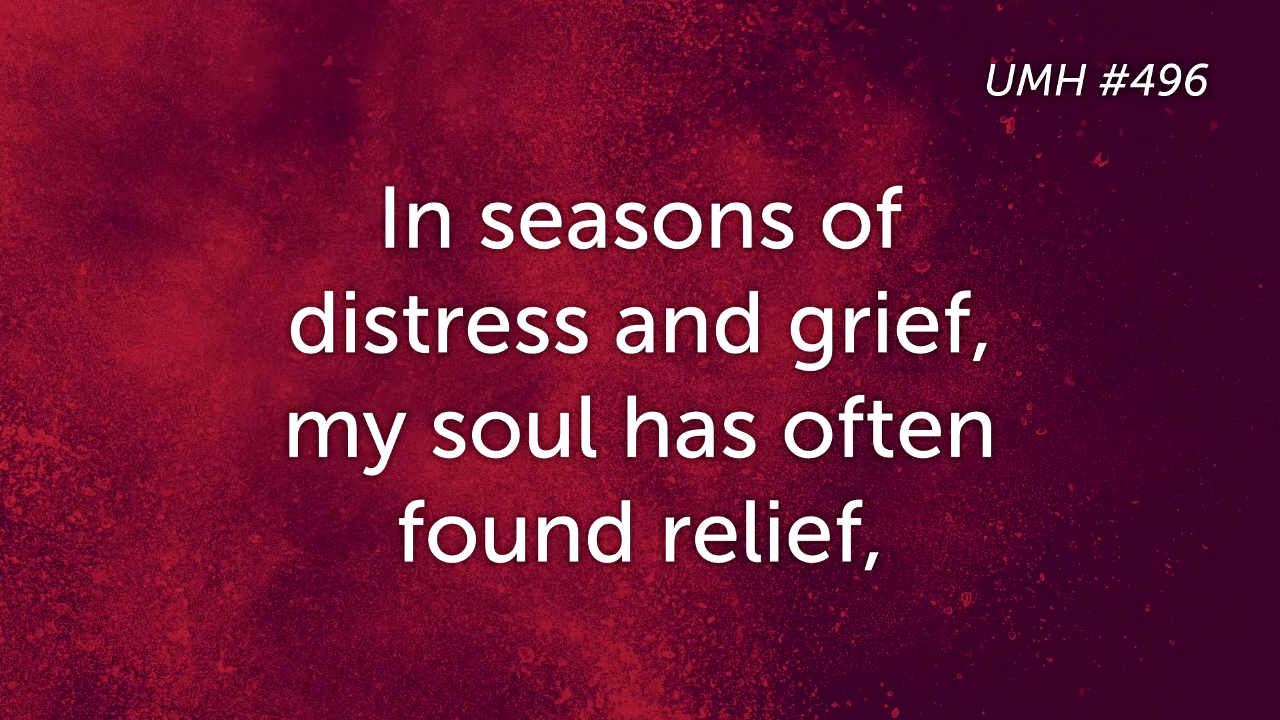 UMH #496
In seasons of
distress and grief,
my soul has often
found relief,